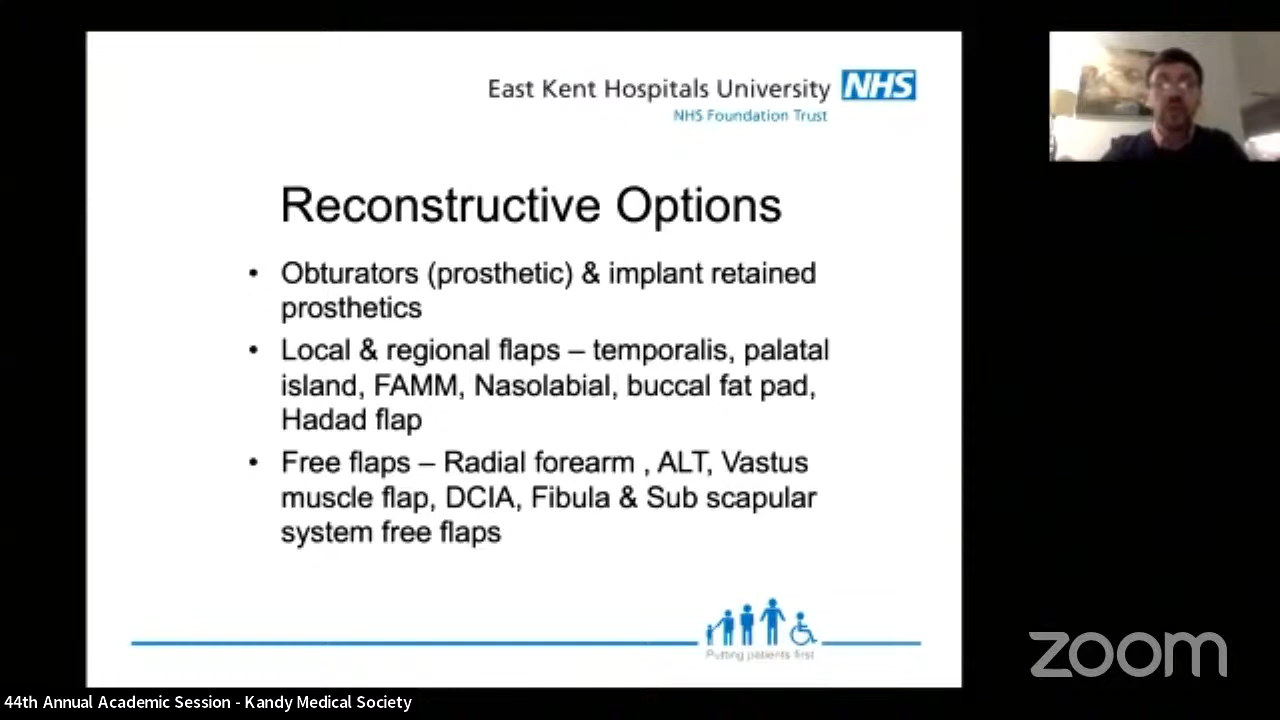 East Kent Hospitals University NHS
NHS Foundation Trust
Reconstructive Options
• Obturators (prosthetic) & implant retained
prosthetics
• Local & regional flaps – temporalis, palatal
island, FAMM, Nasolabial, buccal fat pad,
Hadad flap
• Free flaps – Radial forearm , ALT, Vastus
muscle flap, DCIA, Fibula & Sub scapular
system free flaps
Putting patients first
zoom
44th Annual Academic Session - Kandy Medical Society